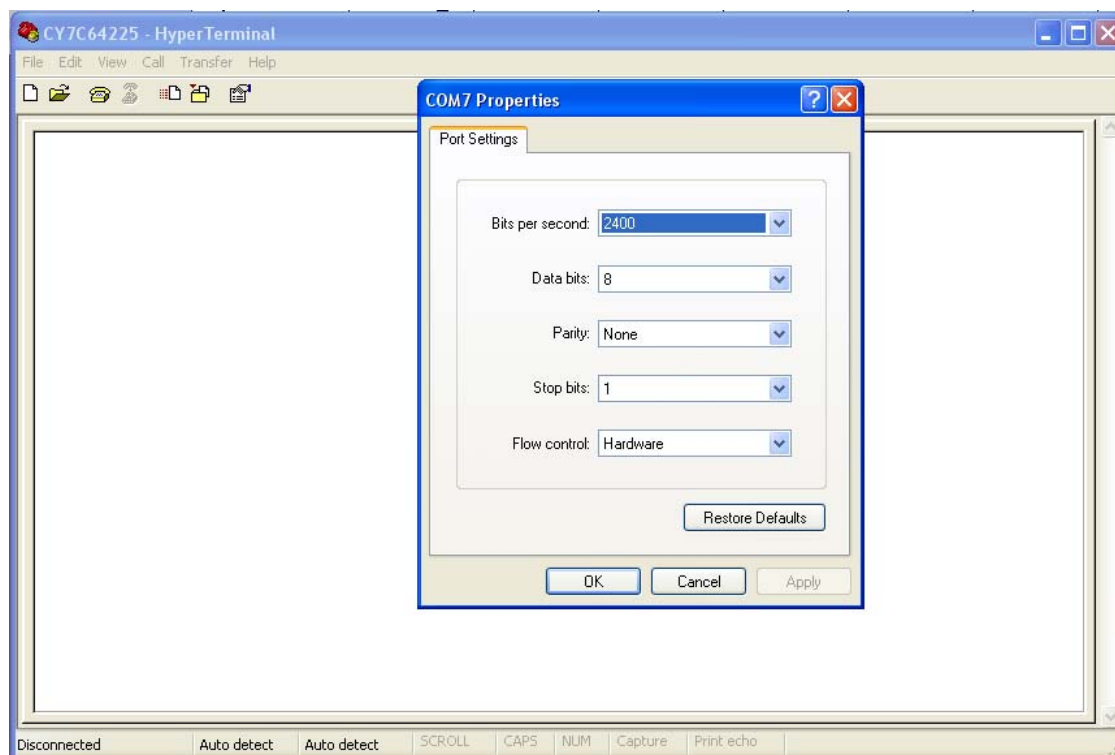 CY7C64225 - HyperTerminal
File Edit View Call Transfer Help
COM7 Properties
Port Settings
Bits per second: 2400
Data bits: 8
Parity: None
Stop bits: 1
Flow control: Hardware
Restore Defaults
OK Cancel Apply
Disconnected Auto detect Auto detect SCROLL CAPS NUM Capture Print echo